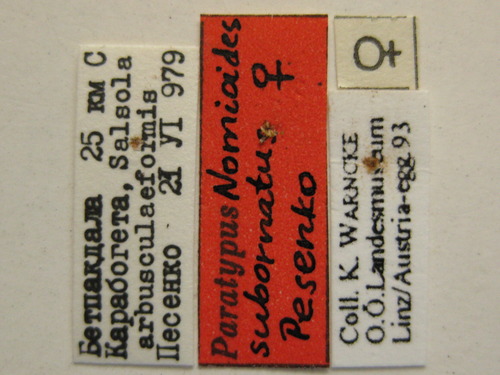 Бетпакдала 25 км С
Караборета, Salsola
arbusculaeformis
Песенко 21 VI 979
Paratypus Nomioides
subornatus ♀
Pesenko
♀
Coll. K. WARNCKE
O.Ö.Landesmuseum
Linz/Austria-egg.93